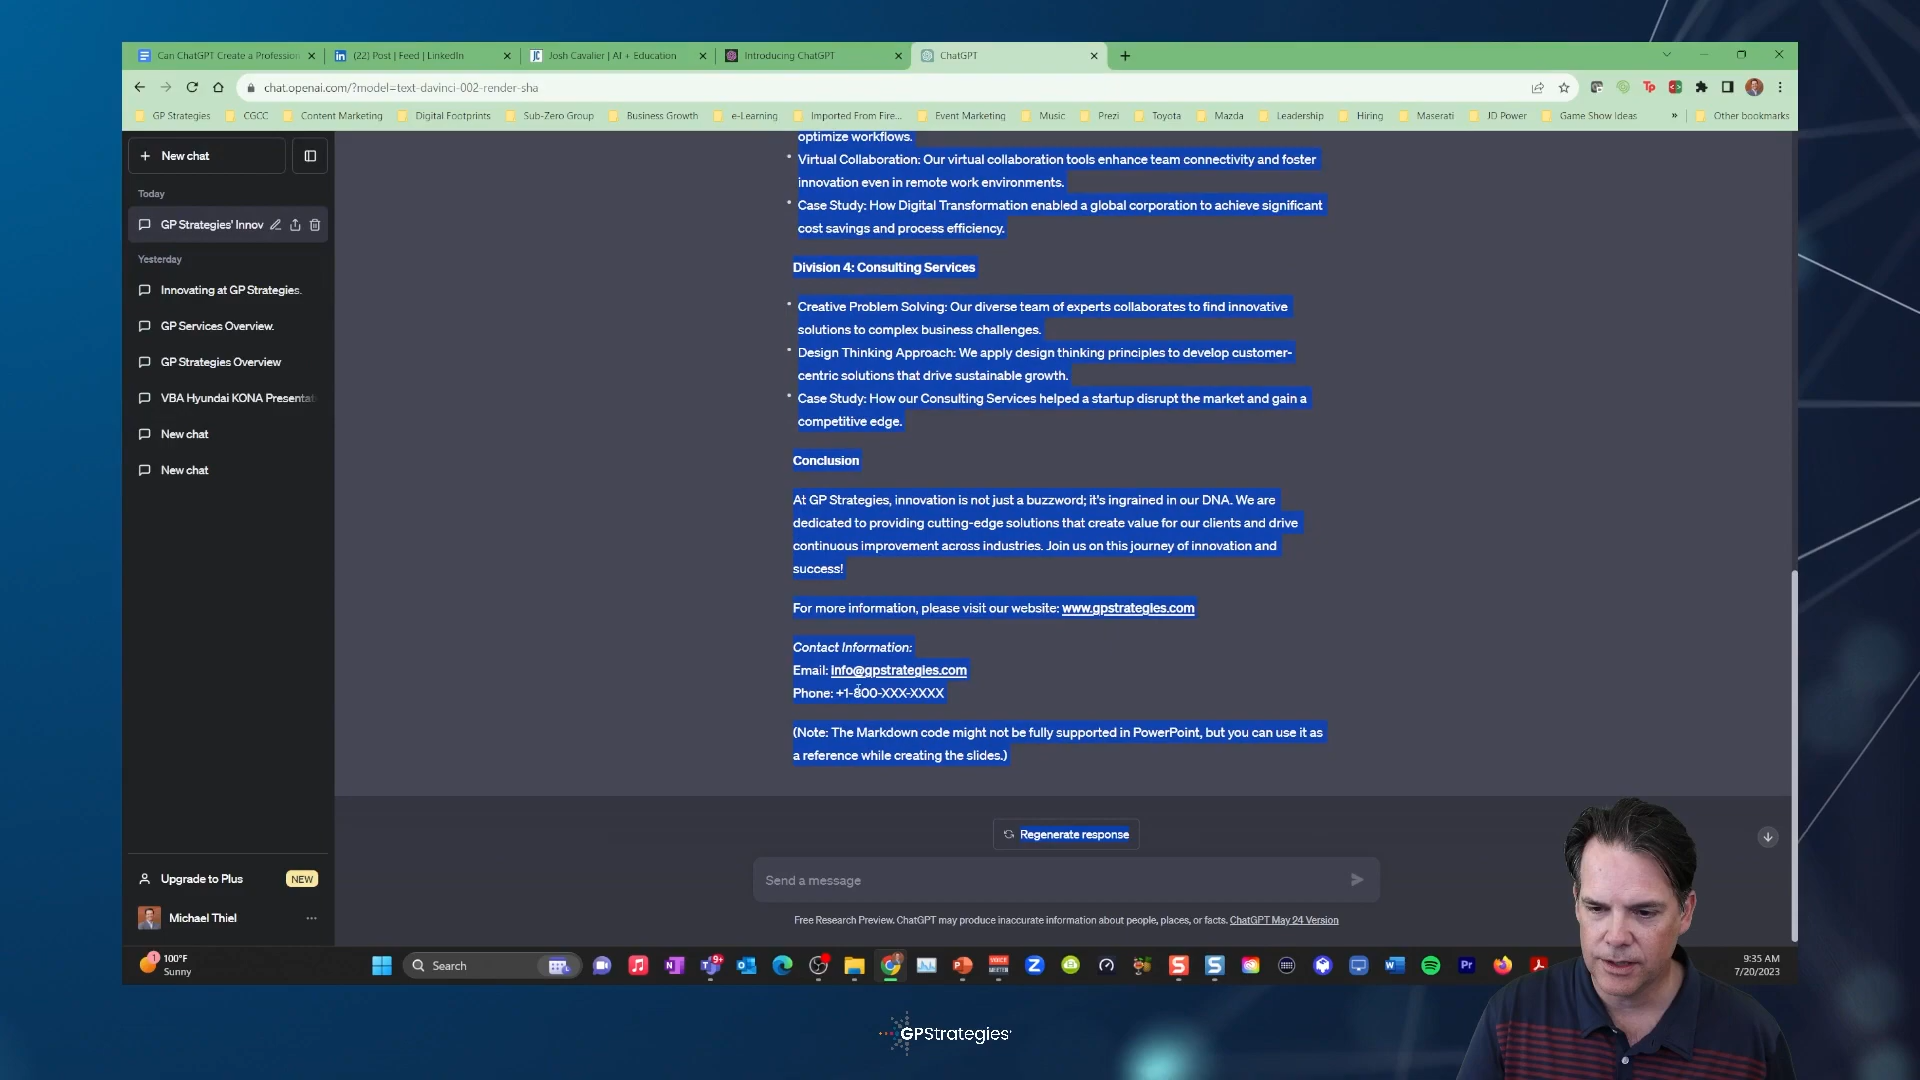 Can ChatGPT Create a Profession
(22) Post | Feed | LinkedIn
Josh Cavalier | AI + Education
Introducing ChatGPT
ChatGPT
chat.openai.com/?model=text-davinci-002-render-sha
GP Strategies
CGCC
Content Marketing
Digital Footprints
Sub-Zero Group
Business Growth
e-Learning
Imported From Fire...
Event Marketing
Music
Prezi
Toyota
Mazda
Leadership
Hiring
Maserati
JD Power
Game Show Ideas
»
Other bookmarks
New chat
Today
GP Strategies' Innov
Yesterday
Innovating at GP Strategies.
GP Services Overview.
GP Strategies Overview
VBA Hyundai KONA Presentat
New chat
New chat
optimize workflows.
• Virtual Collaboration: Our virtual collaboration tools enhance team connectivity and foster
innovation even in remote work environments.
• Case Study: How Digital Transformation enabled a global corporation to achieve significant
cost savings and process efficiency.
Division 4: Consulting Services
• Creative Problem Solving: Our diverse team of experts collaborates to find innovative
solutions to complex business challenges.
• Design Thinking Approach: We apply design thinking principles to develop customer-
centric solutions that drive sustainable growth.
• Case Study: How our Consulting Services helped a startup disrupt the market and gain a
competitive edge.
Conclusion
At GP Strategies, innovation is not just a buzzword; it's ingrained in our DNA. We are
dedicated to providing cutting-edge solutions that create value for our clients and drive
continuous improvement across industries. Join us on this journey of innovation and
success!
For more information, please visit our website: www.gpstrategies.com
Contact Information:
Email: info@gpstrategies.com
Phone: +1-800-XXX-XXXX
(Note: The Markdown code might not be fully supported in PowerPoint, but you can use it as
a reference while creating the slides.)
Regenerate response
Send a message
Free Research Preview. ChatGPT may produce inaccurate information about people, places, or facts. ChatGPT May 24 Version
Upgrade to Plus
NEW
Michael Thiel
100°F
Sunny
Search
9:35 AM
7/20/2023
GPStrategies